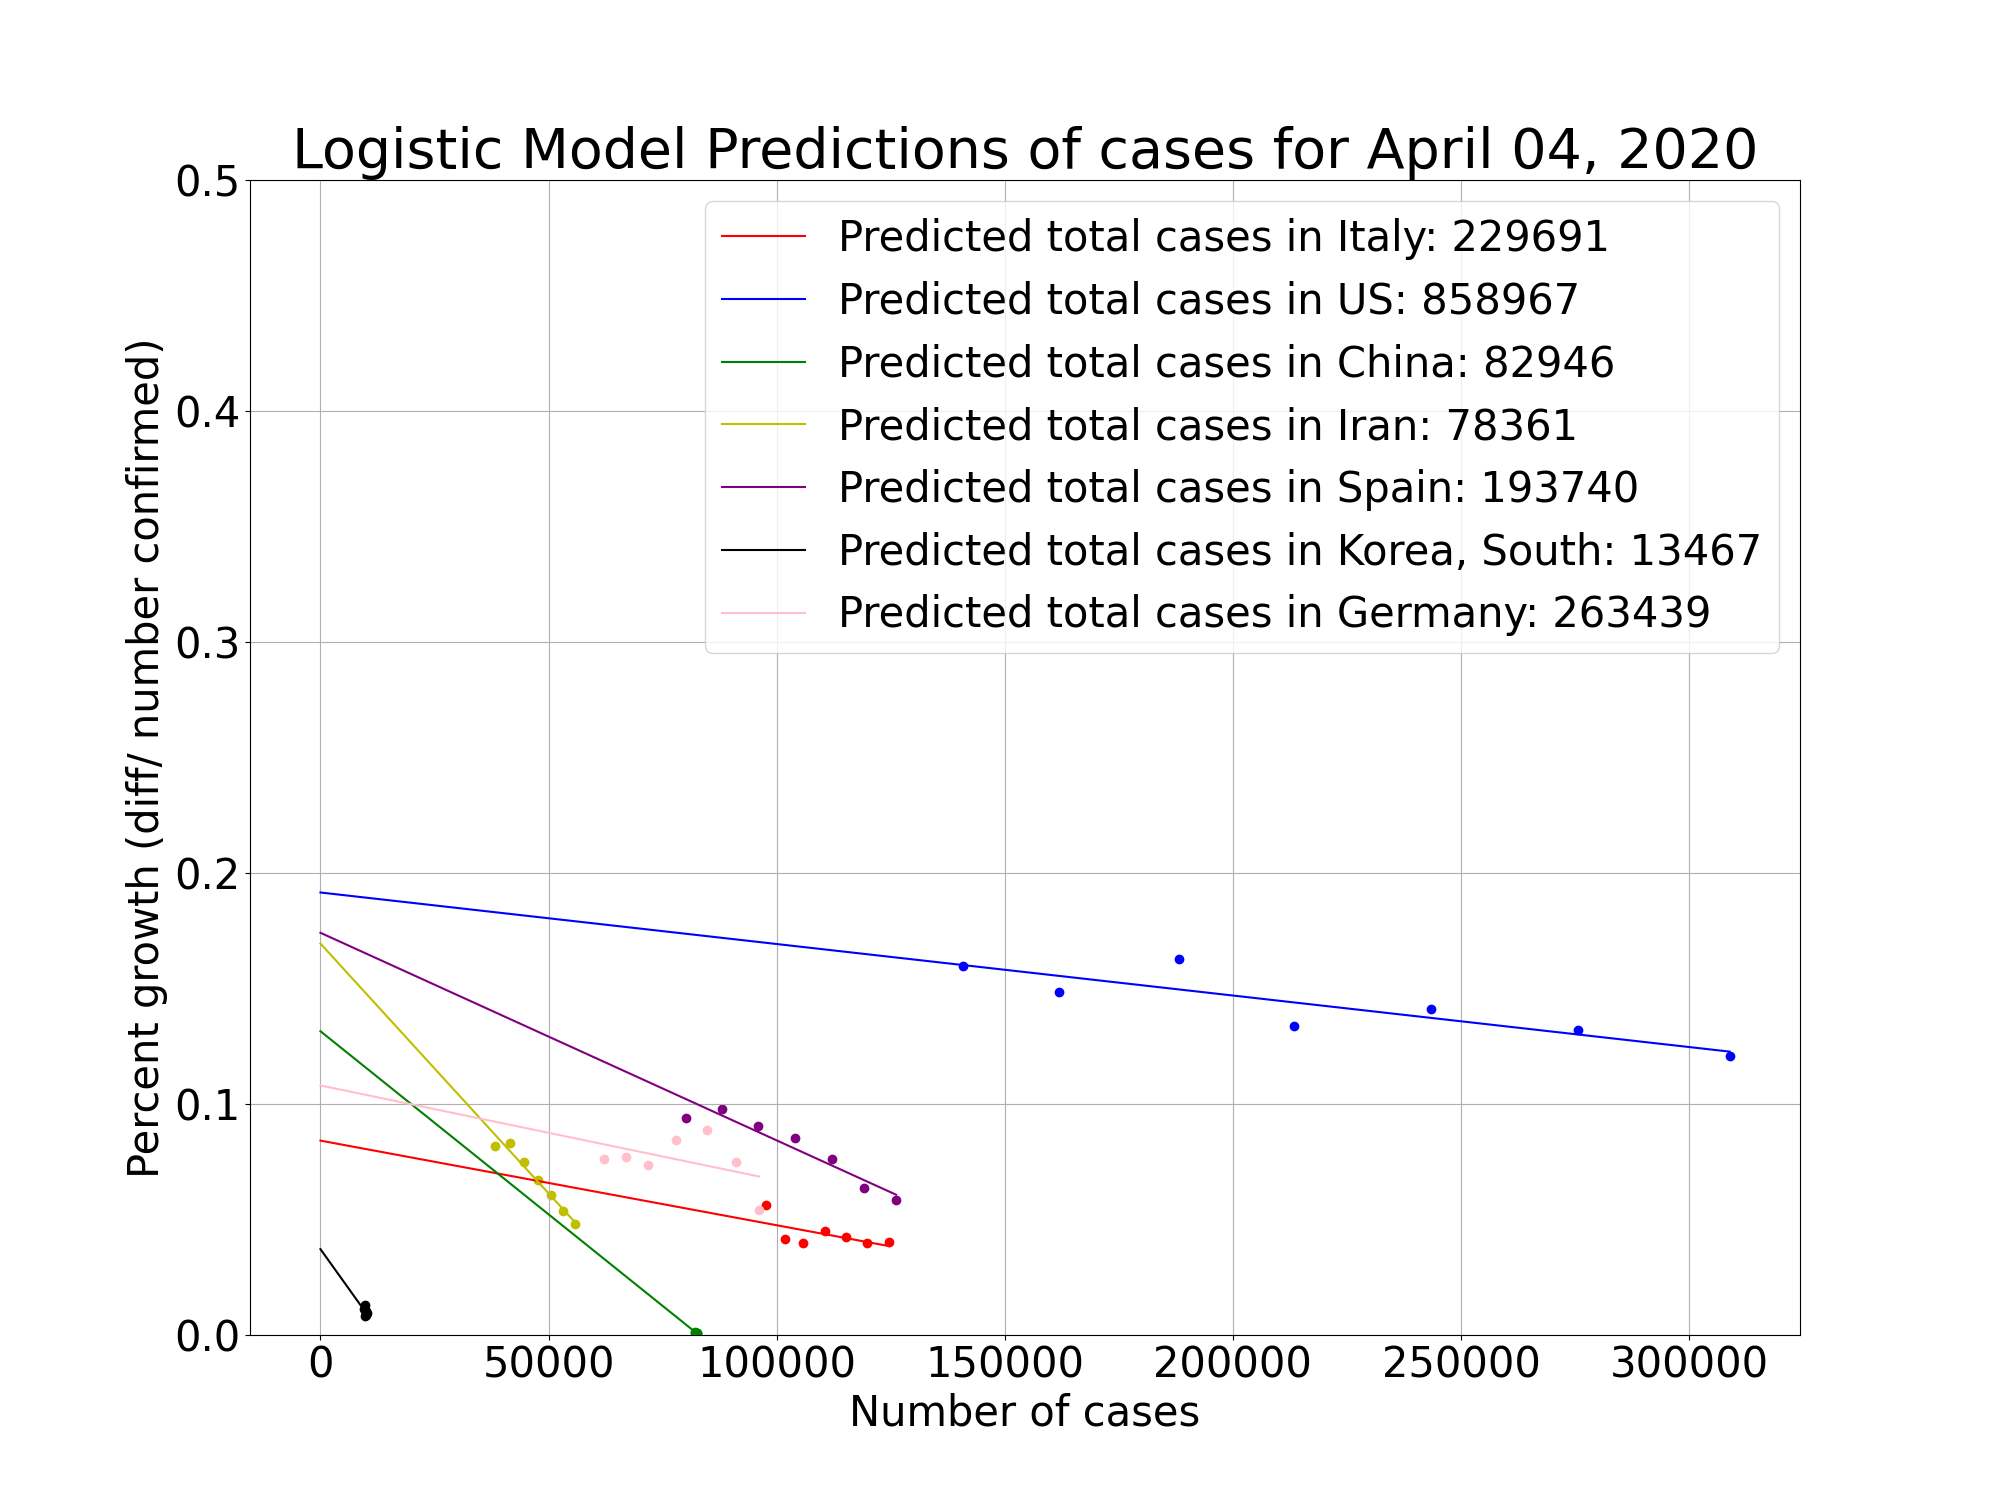 Logistic Model Predictions of cases for April 04, 2020
0.5
0.4
0.3
0.2
0.1
0.0
Percent growth (diff/ number confirmed)
Predicted total cases in Italy: 229691
Predicted total cases in US: 858967
Predicted total cases in China: 82946
Predicted total cases in Iran: 78361
Predicted total cases in Spain: 193740
Predicted total cases in Korea, South: 13467
Predicted total cases in Germany: 263439
0 50000 100000 150000 200000 250000 300000
Number of cases